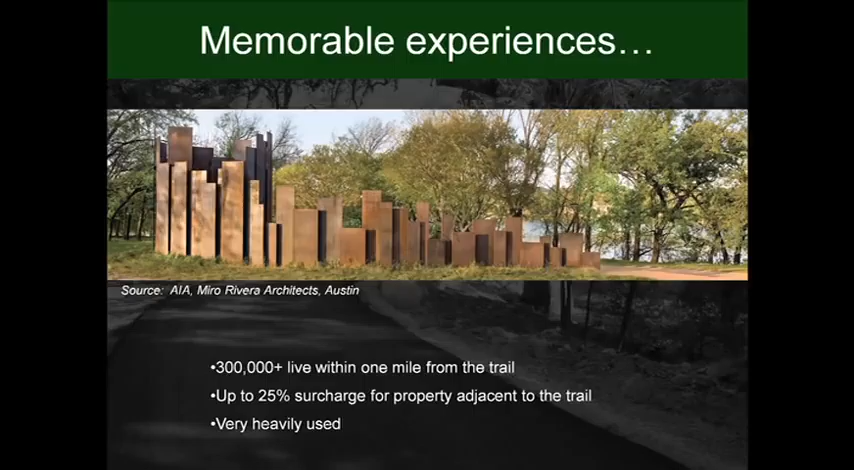 Memorable experiences…
Source:  AIA, Miro Rivera Architects, Austin
•300,000+ live within one mile from the trail
•Up to 25% surcharge for property adjacent to the trail
•Very heavily used